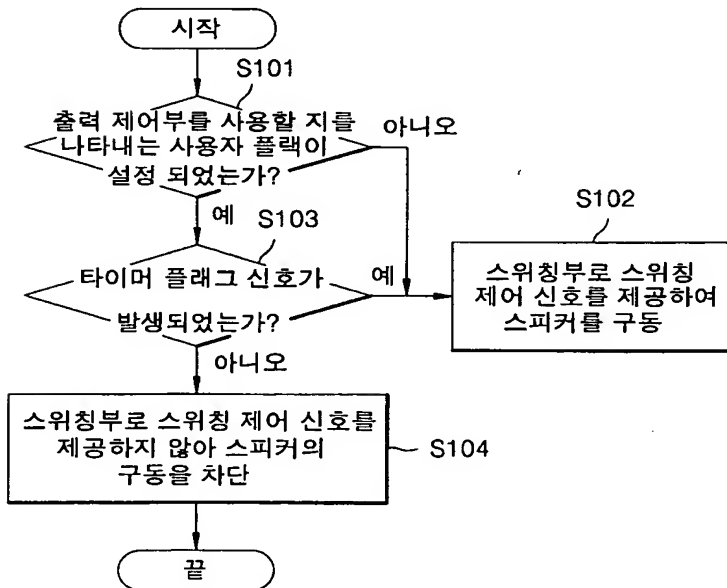 시작
S101
출력 제어부를 사용할 지를
나타내는 사용자 플랙이
설정 되었는가?
아니오
예
S103
타이머 플래그 신호가
발생되었는가?
예
아니오
S102
스위칭부로 스위칭
제어 신호를 제공하여
스피커를 구동
스위칭부로 스위칭 제어 신호를
제공하지 않아 스피커의
구동을 차단
S104
끝